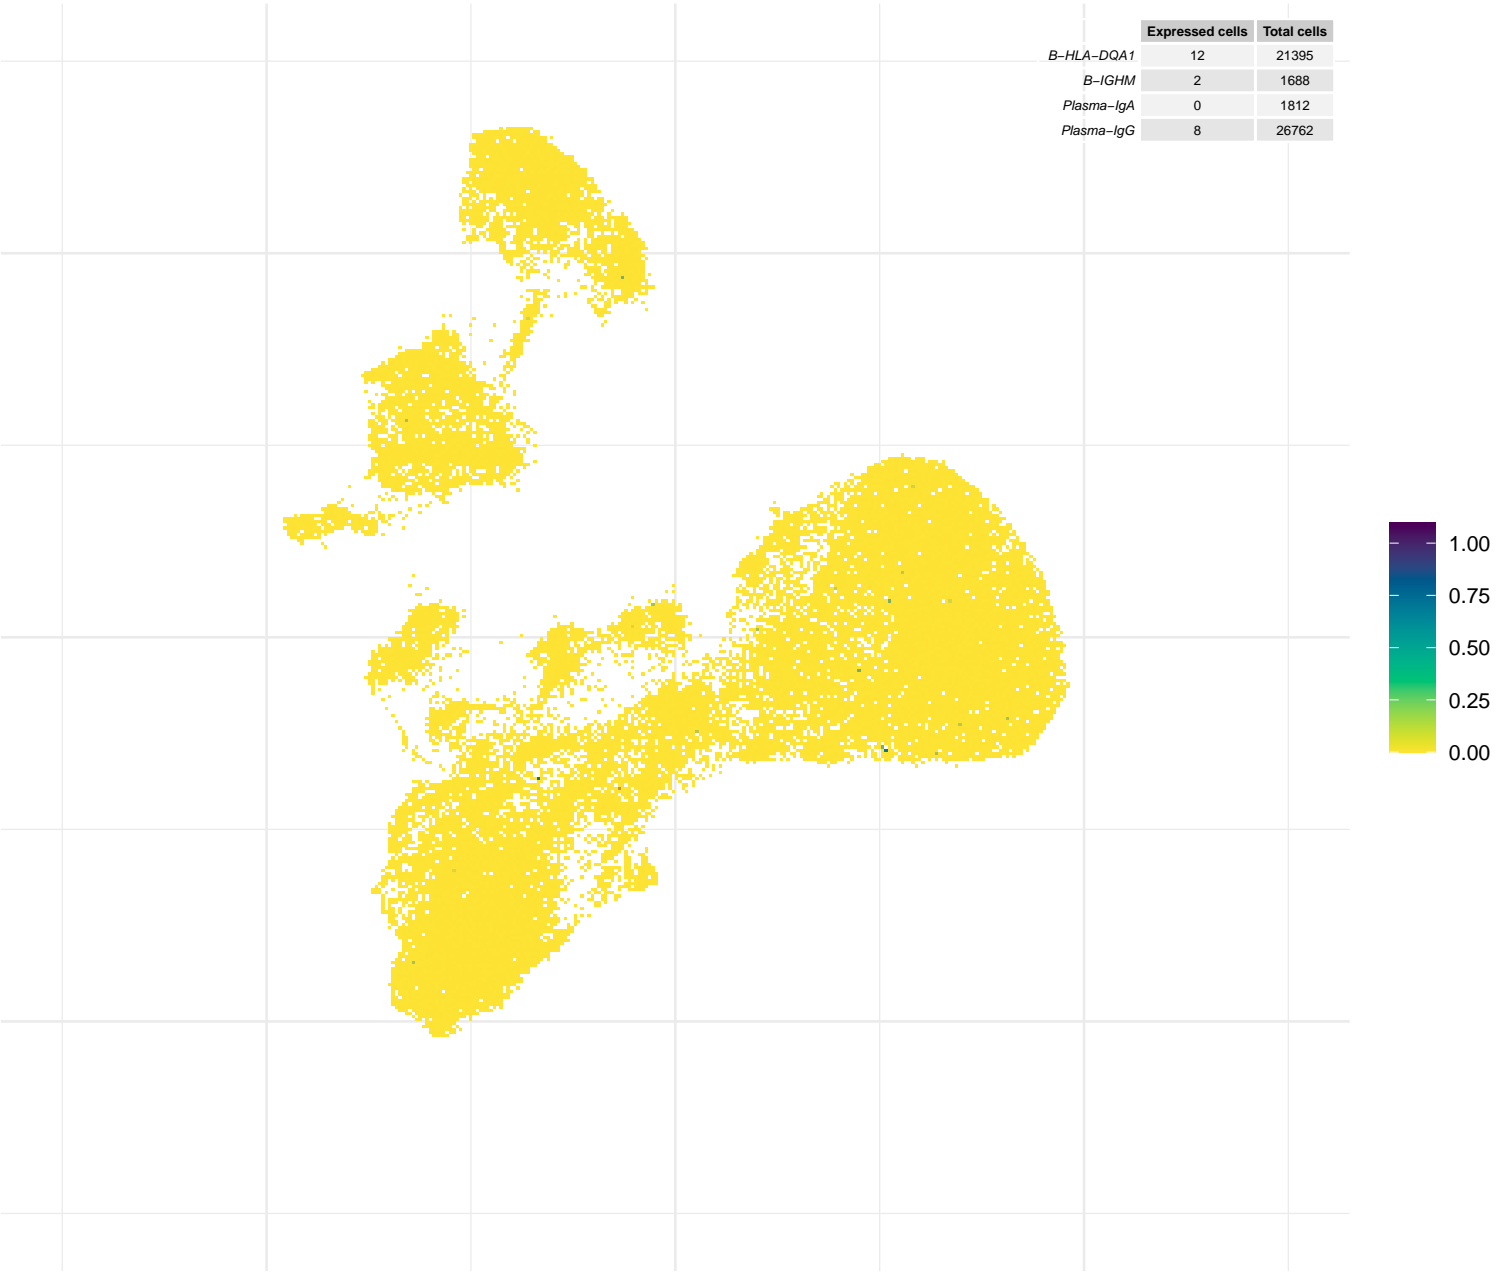 Expressed cells Total cells
B−HLA−DQA1 12 21395
B−IGHM 2 1688
Plasma−IgA 0 1812
Plasma−IgG 8 26762
1.00
0.75
0.50
0.25
0.00